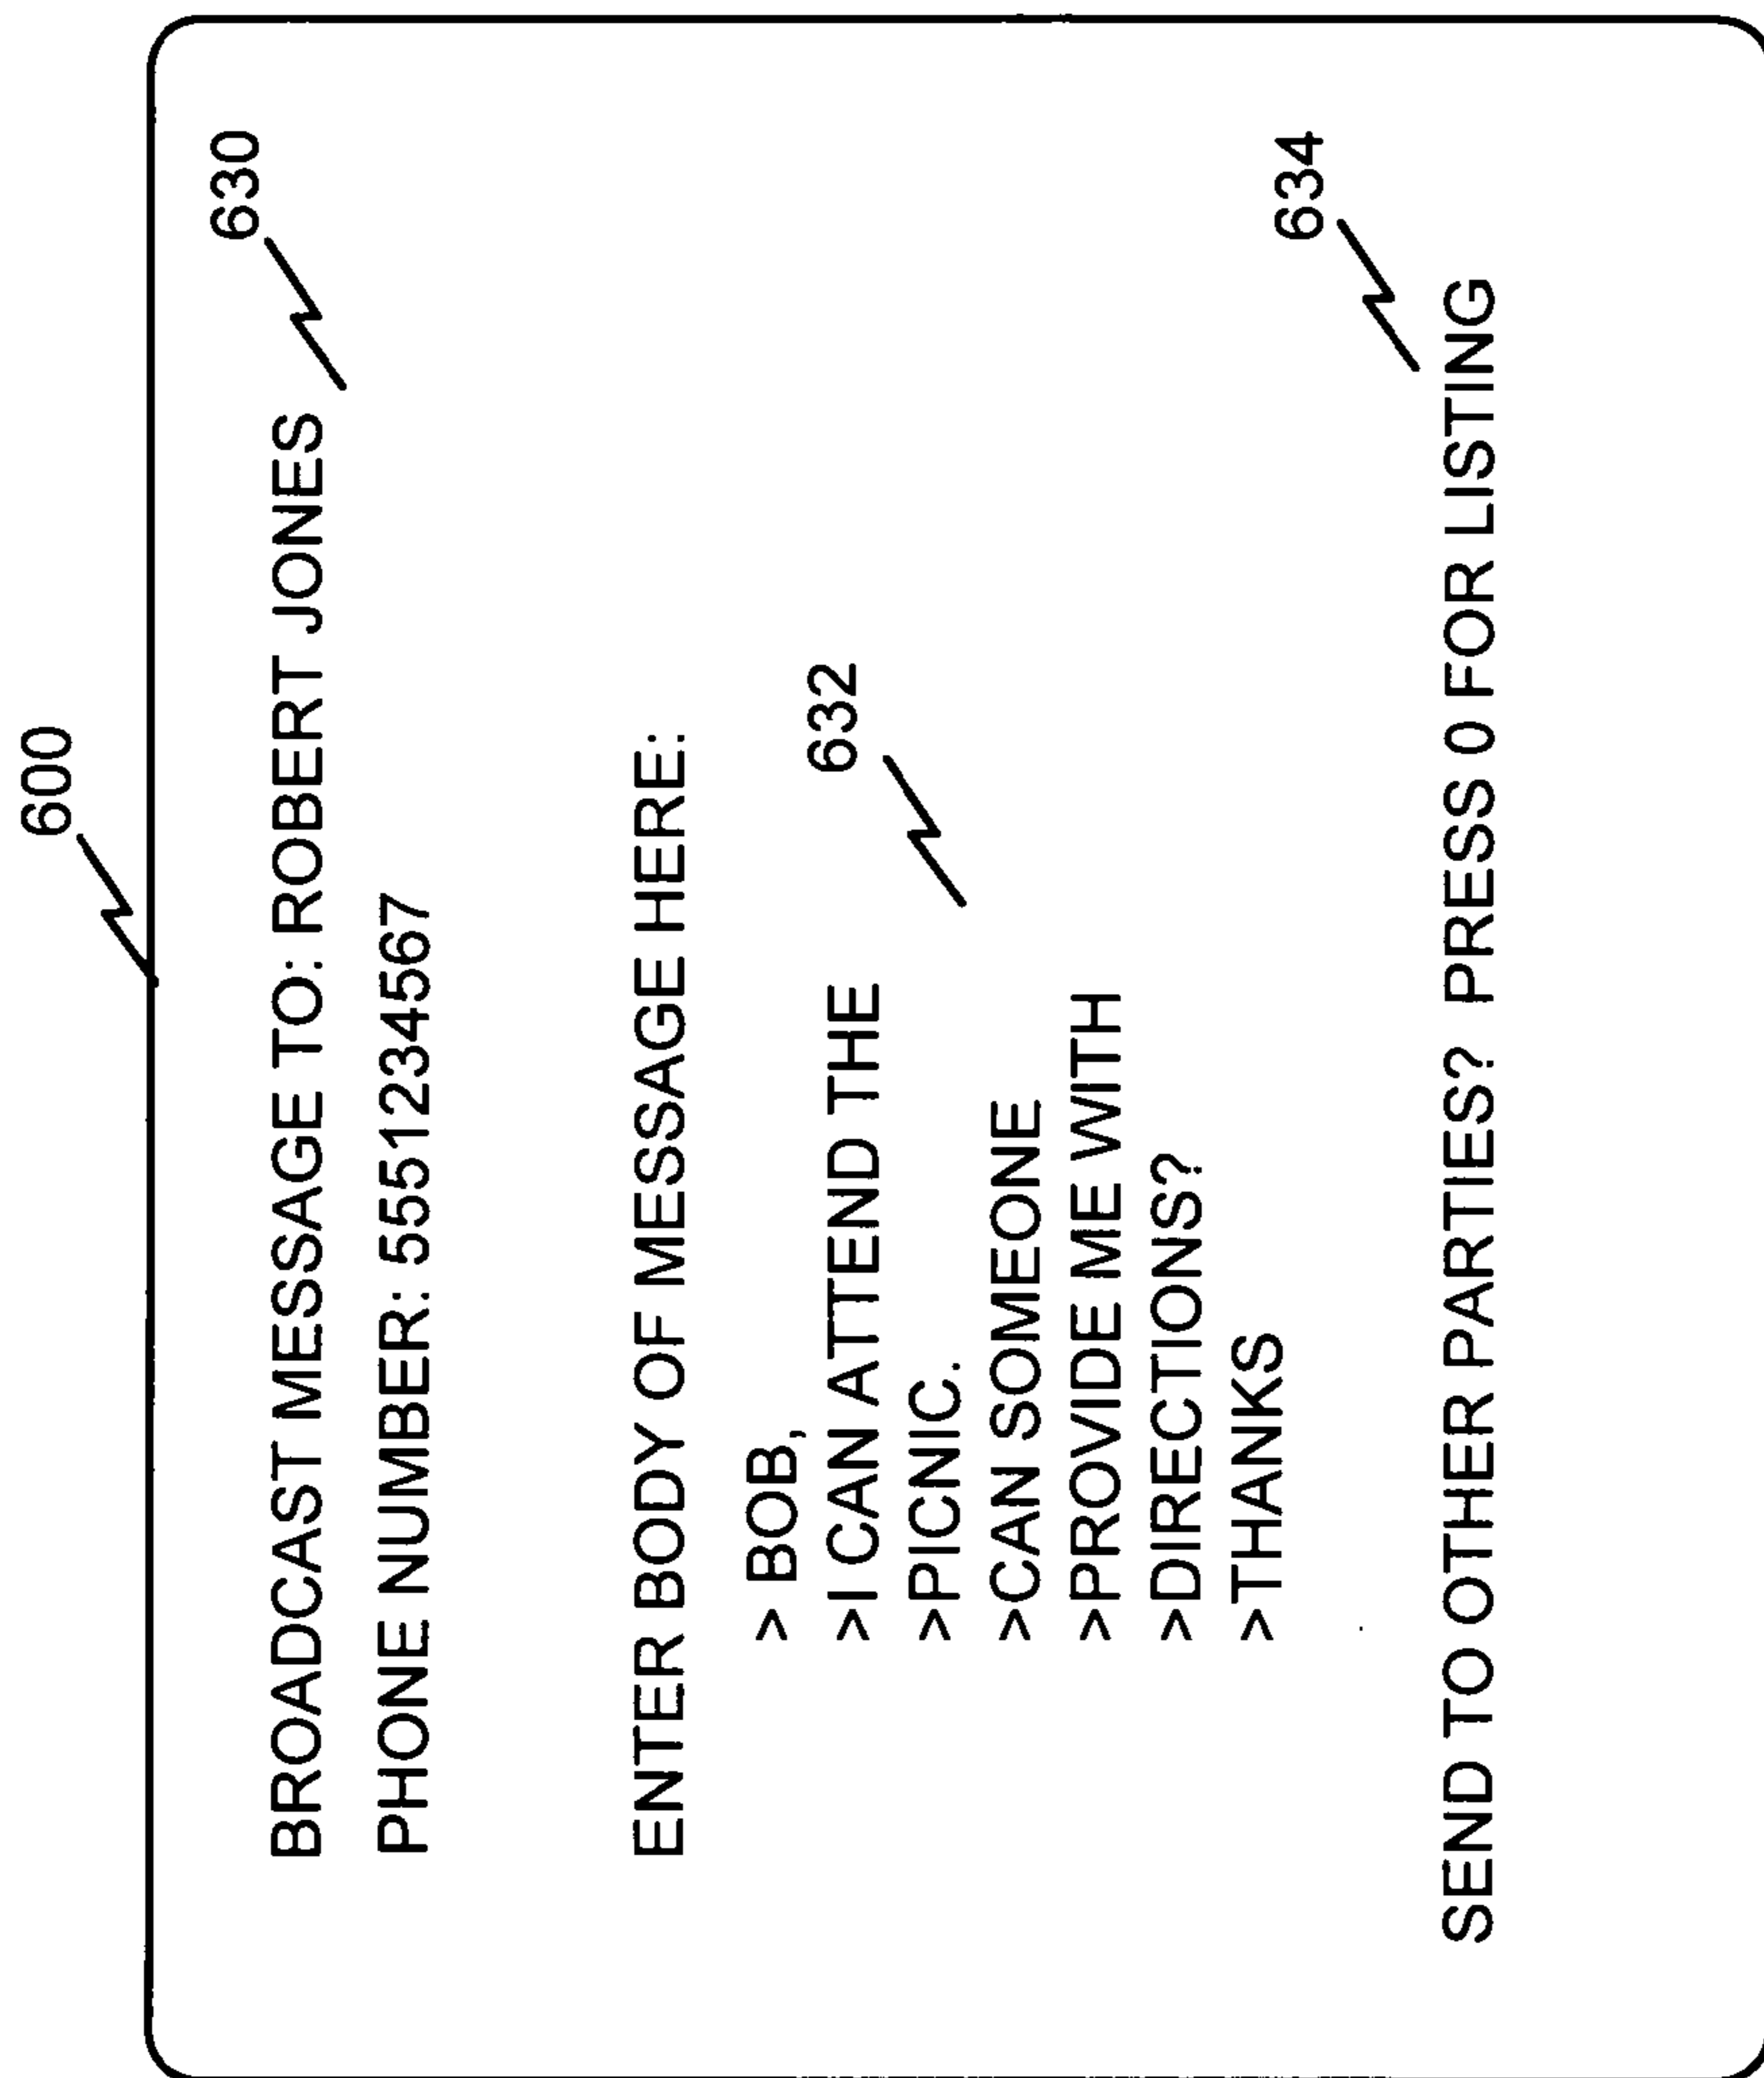 600
630
BROADCAST MESSAGE TO: ROBERT JONES
PHONE NUMBER: 5551234567
ENTER BODY OF MESSAGE HERE:
> BOB,
632
>I CAN ATTEND THE
>PICNIC.
>CAN SOMEONE
>PROVIDE ME WITH
>DIRECTIONS?
>THANKS
634
SEND TO OTHER PARTIES? PRESS 0 FOR LISTING